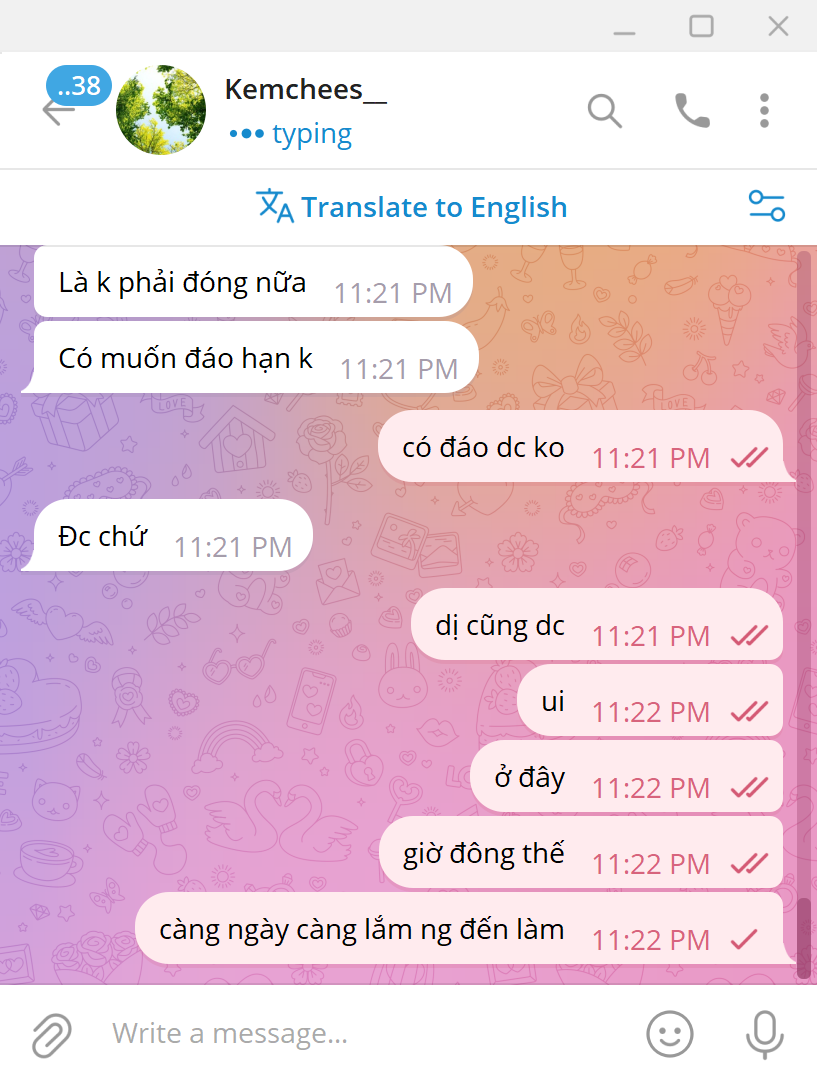 ..38
Kemchees__
typing
Translate to English
Là k phải đóng nữa 11:21 PM
Có muốn đáo hạn k 11:21 PM
có đáo dc ko 11:21 PM
Đc chứ 11:21 PM
dị cũng dc 11:21 PM
ui 11:22 PM
ở đây 11:22 PM
giờ đông thế 11:22 PM
càng ngày càng lắm ng đến làm 11:22 PM
Write a message...